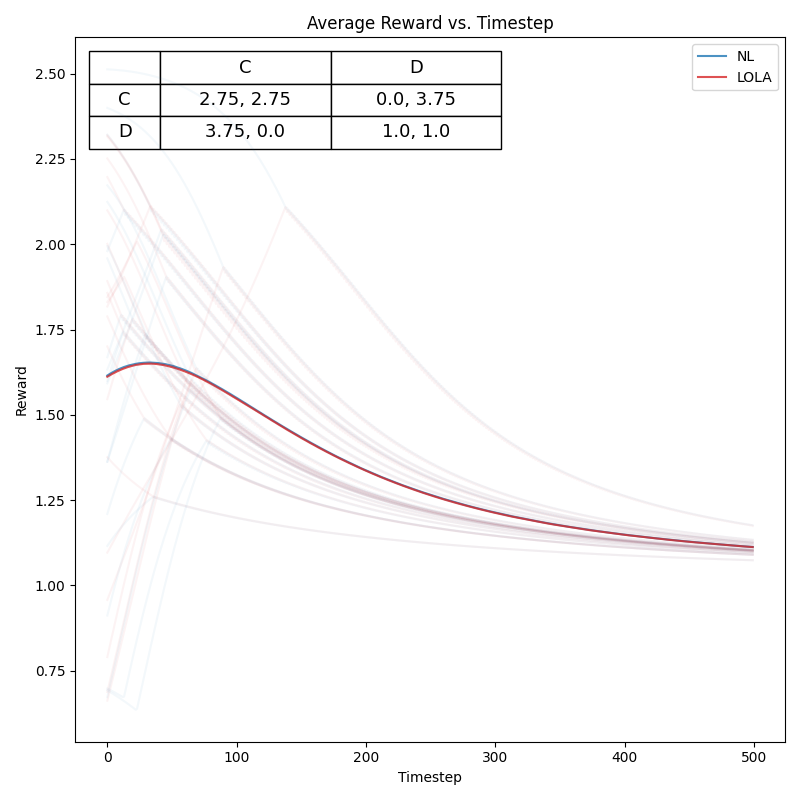 Average Reward vs. Timestep
C D
C 2.75, 2.75 0.0, 3.75
D 3.75, 0.0 1.0, 1.0
NL
LOLA
2.50
2.25
2.00
1.75
1.50
1.25
1.00
0.75
Reward
0 100 200 300 400 500
Timestep